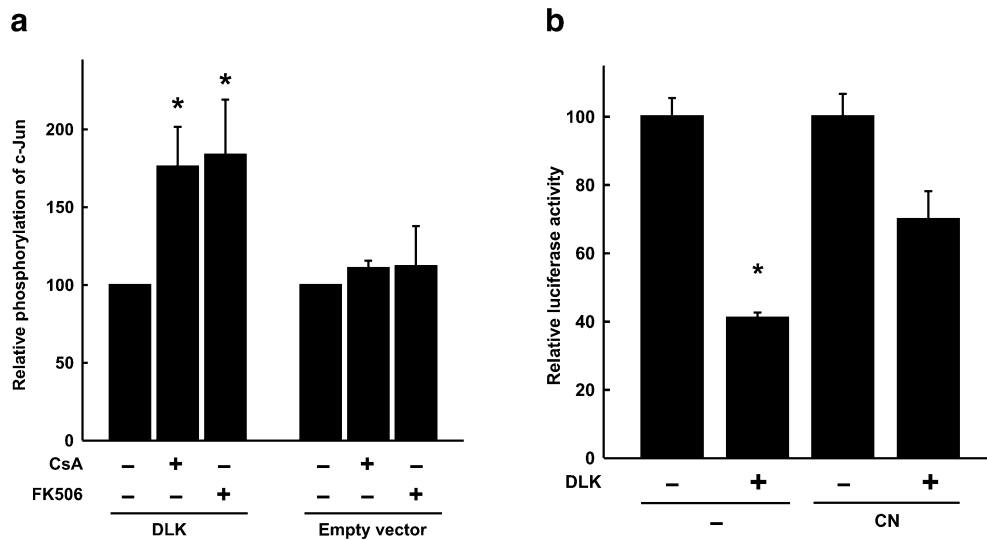 a
Relative phosphorylation of c-Jun
200
150
100
50
0
* *
CsA – + – – + –
FK506 – – + – – +
DLK Empty vector
b
Relative luciferase activity
100
80
60
40
20
0
*
DLK – + – +
– CN